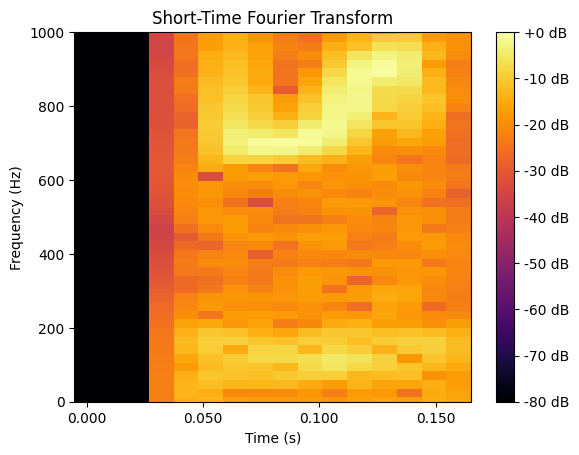 Short-Time Fourier Transform
1000
800
600
400
200
0
Frequency (Hz)
0.000
0.050
0.100
0.150
Time (s)
+0 dB
-10 dB
-20 dB
-30 dB
-40 dB
-50 dB
-60 dB
-70 dB
-80 dB